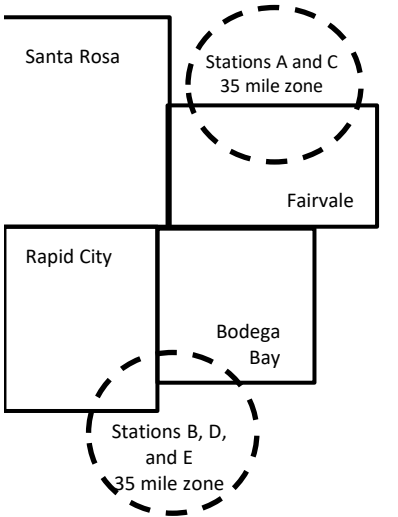 Santa Rosa
Stations A and C
35 mile zone
Fairvale
Rapid City
Bodega
Bay
Stations B, D,
and E
35 mile zone